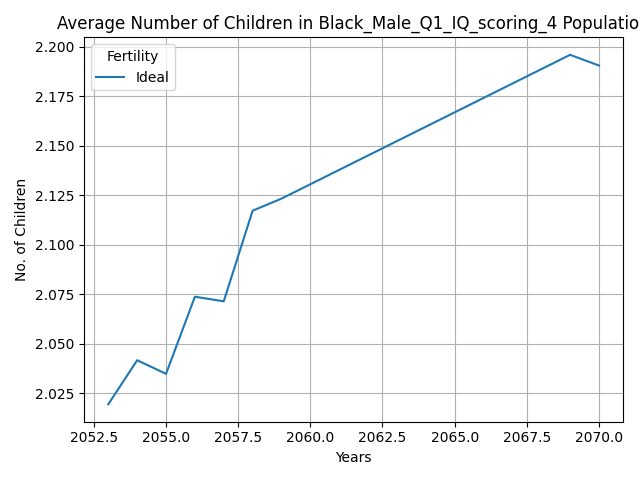 Average Number of Children in Black_Male_Q1_IQ_scoring_4 Populatio
Fertility
Ideal
2.200
2.175
2.150
2.125
2.100
2.075
2.050
2.025
No. of Children
2052.5 2055.0 2057.5 2060.0 2062.5 2065.0 2067.5 2070.0
Years